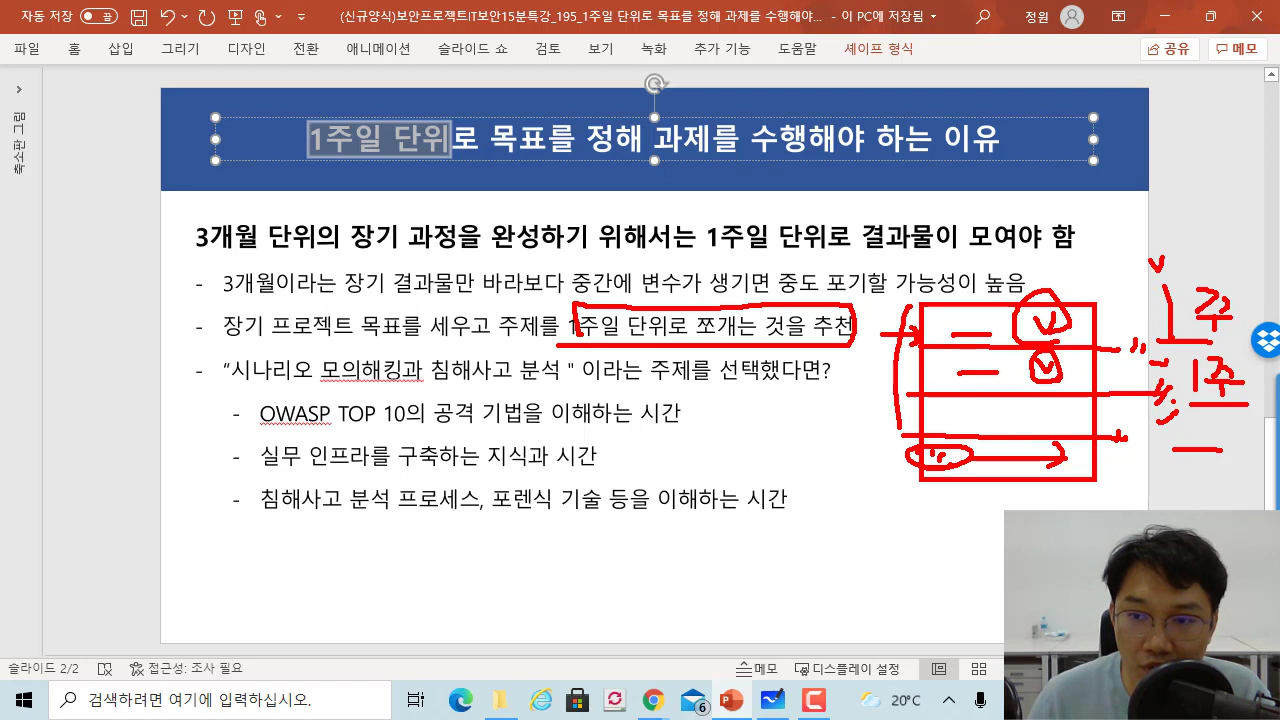 자동 저장 끔 (신규양식)보안프로젝트IT보안15분특강_195_1주일 단위로 목표를 정해 과제를 수행해야... - 이 PC에 저장됨 정원
파일 홈 삽입 그리기 디자인 전환 애니메이션 슬라이드 쇼 검토 보기 녹화 추가 기능 도움말 셰이프 형식 공유 메모
축소판 그림
1주일 단위로 목표를 정해 과제를 수행해야 하는 이유
3개월 단위의 장기 과정을 완성하기 위해서는 1주일 단위로 결과물이 모여야 함
- 3개월이라는 장기 결과물만 바라보다 중간에 변수가 생기면 중도 포기할 가능성이 높음
- 장기 프로젝트 목표를 세우고 주제를 1주일 단위로 쪼개는 것을 추천
- “시나리오 모의해킹과 침해사고 분석 " 이라는 주제를 선택했다면?
- OWASP TOP 10의 공격 기법을 이해하는 시간
- 실무 인프라를 구축하는 지식과 시간
- 침해사고 분석 프로세스, 포렌식 기술 등을 이해하는 시간
1주
1주
슬라이드 2/2 접근성: 조사 필요 메모 디스플레이 설정
검색하려면 여기에 입력하십시오. 6 20°C